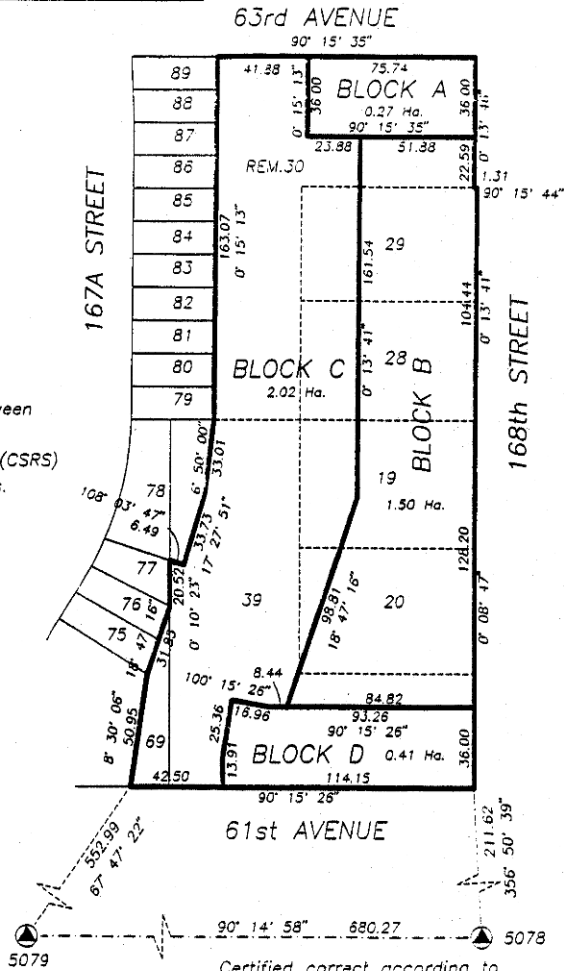 63rd AVENUE
90° 15' 35"
41.88
75.74
0° 15' 13"
36.00
BLOCK A
0.27 Ha.
90° 15' 35"
36.00
0° 13' 46"
23.88
51.88
22.59
1.31
90° 15' 44"
89
88
87
86
85
84
83
82
81
80
79
REM.30
167A STREET
163.07
0° 15' 13"
161.54
0° 13' 41"
29
104.44
0° 13' 41"
168th STREET
BLOCK C
2.02 Ha.
28
BLOCK B
19
1.50 Ha.
ween
(CSRS)
s.
6° 50' 00"
33.01
78
108° 03' 47"
6.49
33.73
17° 27' 51"
77
20.52
0° 10' 23"
76
75
18° 47' 16"
31.83
39
98.81
18° 47' 16"
20
128.20
0° 08' 47"
8° 30' 06"
50.95
69
100° 15' 26"
8.44
16.96
84.82
93.26
90° 15' 26"
25.36
13.91
BLOCK D
0.41 Ha.
36.00
42.50
114.15
90° 15' 26"
61st AVENUE
552.99
67° 47' 22"
211.62
356° 50' 39"
90° 14' 58"
680.27
5079
5078
Certified correct according to